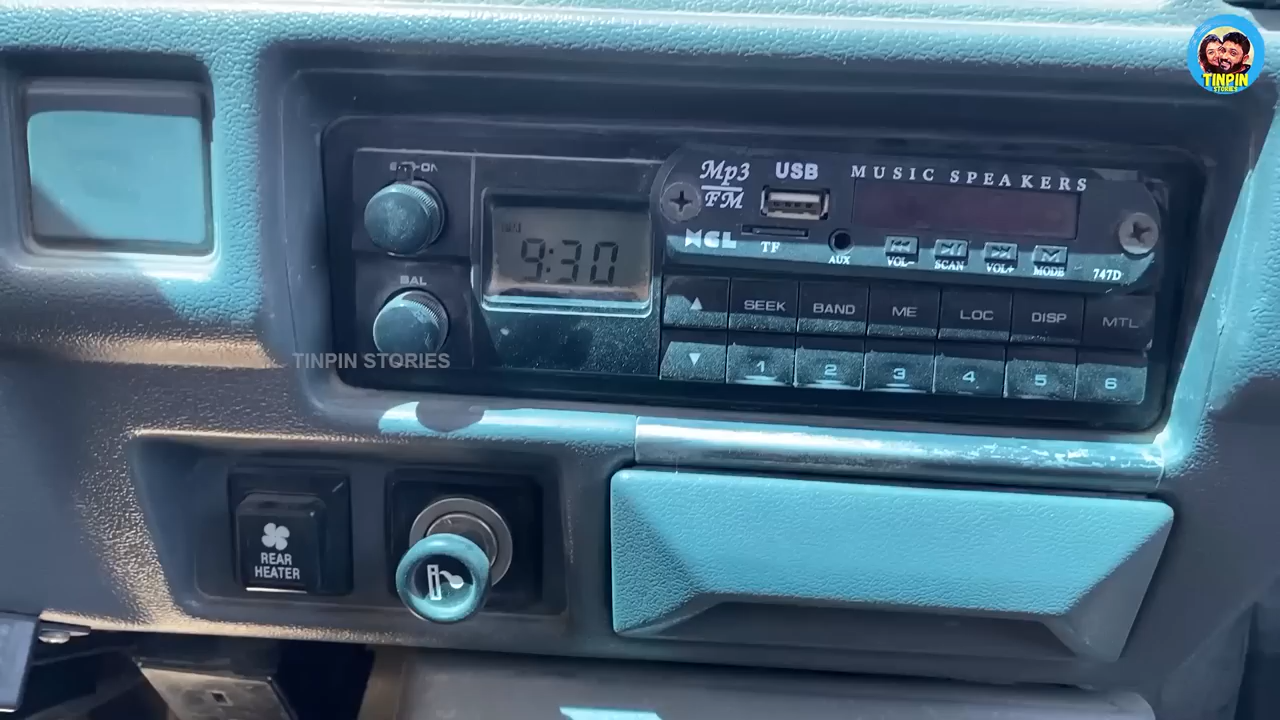 TINPIN
STORIES
Mp3
FM
USB
MUSIC SPEAKERS
BAL
9:30
TF
AUX
VOL-
SCAN
VOL+
MODE
747D
SEEK
BAND
ME
LOC
DISP
MTL
1
2
3
4
5
6
TINPIN STORIES
REAR
HEATER